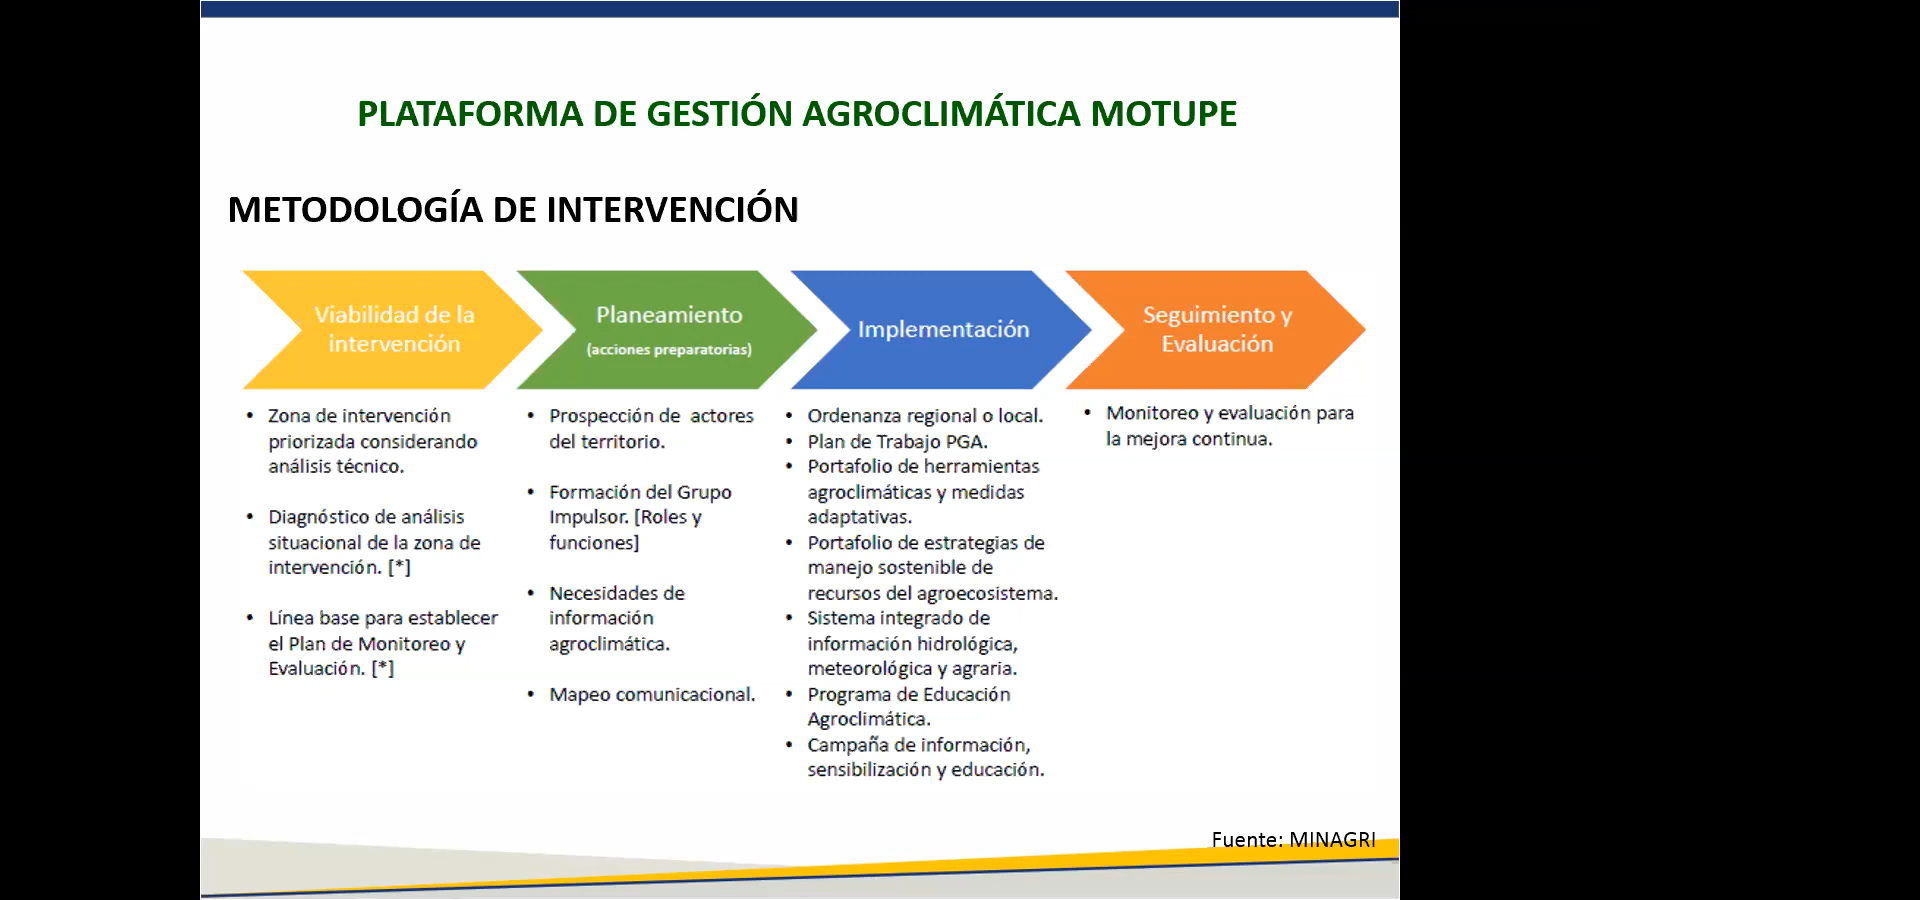 PLATAFORMA DE GESTIÓN AGROCLIMÁTICA MOTUPE
METODOLOGÍA DE INTERVENCIÓN
Viabilidad de la
intervención
Planeamiento
(acciones preparatorias)
Implementación
Seguimiento y
Evaluación
• Zona de intervención
priorizada considerando
análisis técnico.
• Diagnóstico de análisis
situacional de la zona de
intervención. [*]
• Línea base para establecer
el Plan de Monitoreo y
Evaluación. [*]
• Prospección de actores
del territorio.
• Formación del Grupo
Impulsor. [Roles y
funciones]
• Necesidades de
información
agroclimática.
• Mapeo comunicacional.
• Ordenanza regional o local.
• Plan de Trabajo PGA.
• Portafolio de herramientas
agroclimáticas y medidas
adaptativas.
• Portafolio de estrategias de
manejo sostenible de
recursos del agroecosistema.
• Sistema integrado de
información hidrológica,
meteorológica y agraria.
• Programa de Educación
Agroclimática.
• Campaña de información,
sensibilización y educación.
• Monitoreo y evaluación para
la mejora continua.
Fuente: MINAGRI